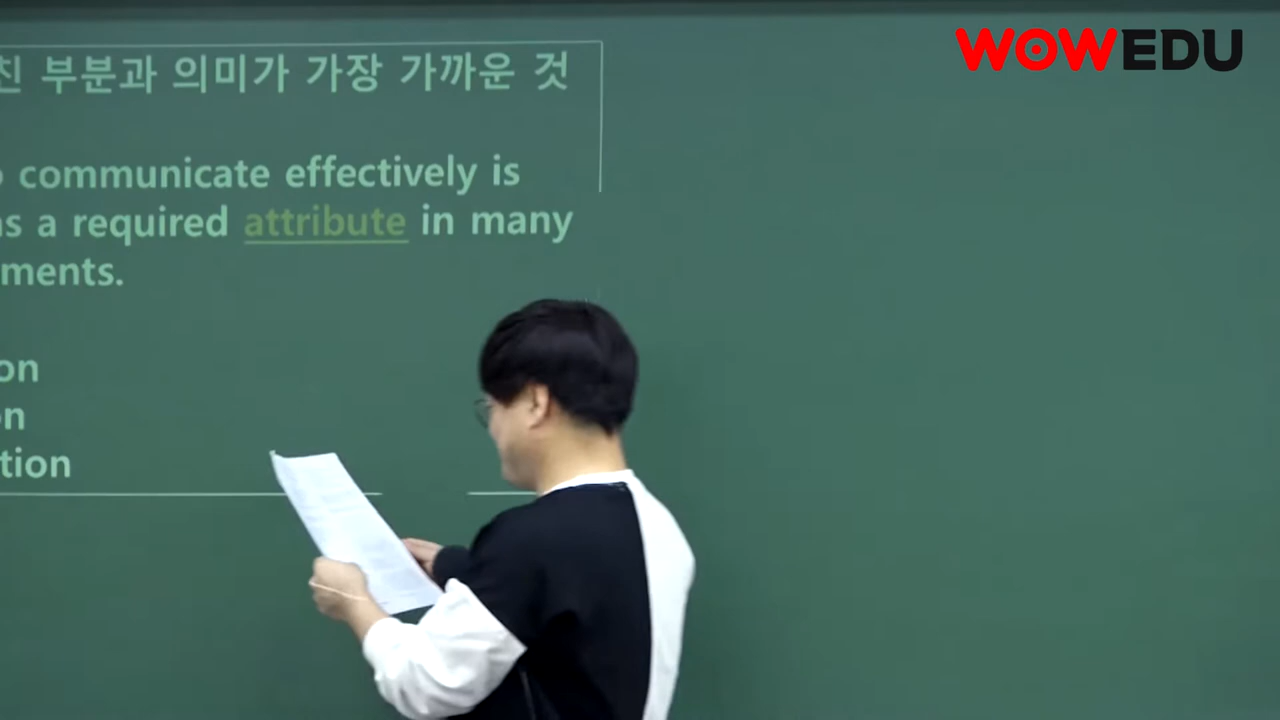 WOWEDU
친 부분과 의미가 가장 가까운 것
communicate effectively is
as a required attribute in many
ments.
on
on
tion